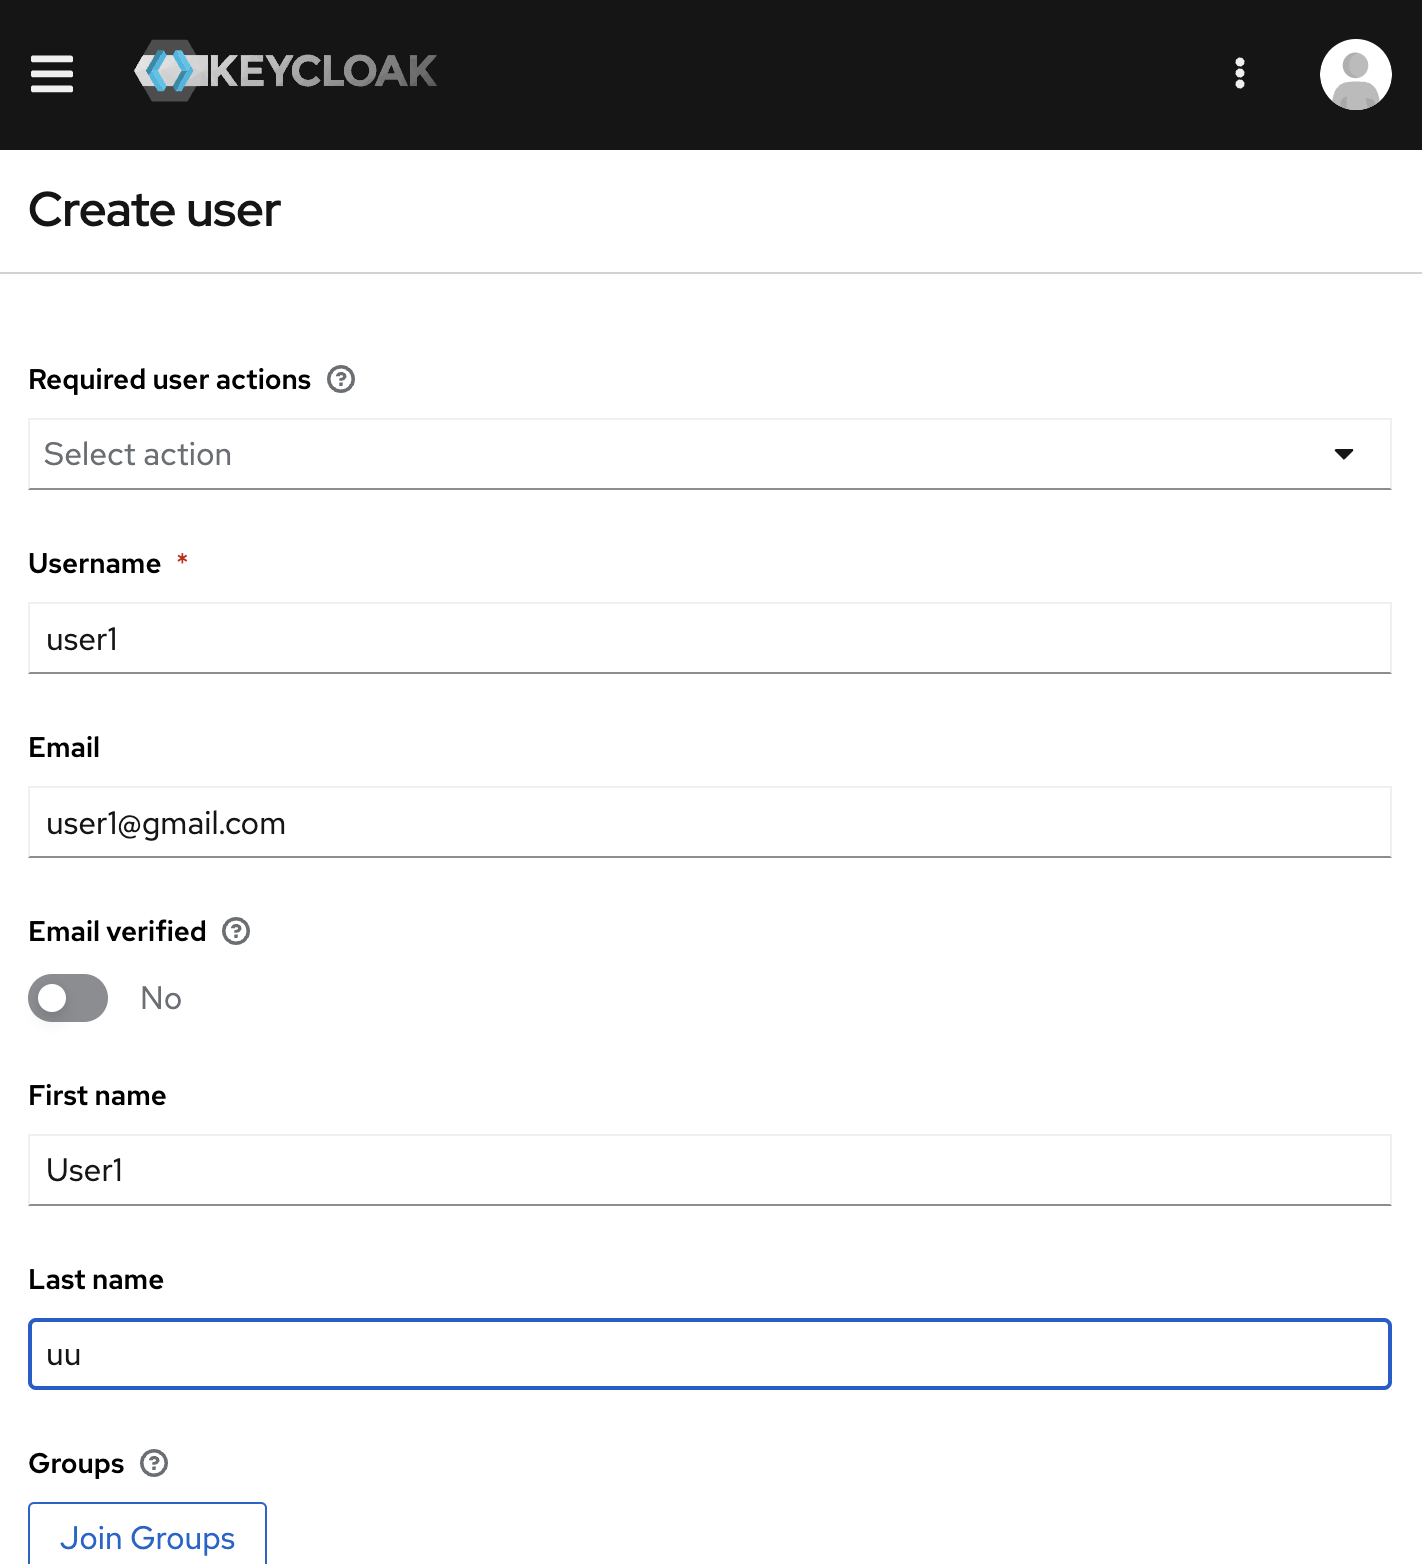 KEYCLOAK
Create user
Required user actions
Select action
Username *
user1
Email
user1@gmail.com
Email verified
No
First name
User1
Last name
uu
Groups
Join Groups